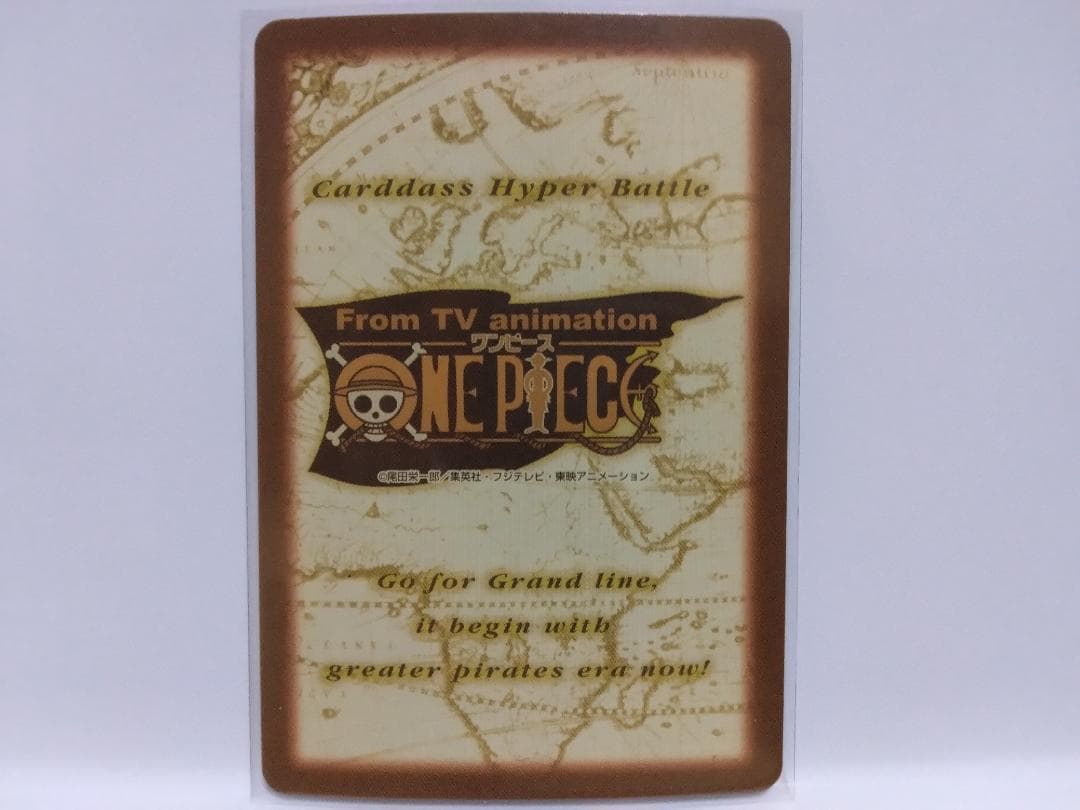 Carddass Hyper Battle
From TV animation
ワンピース
ONE PIECE
©尾田栄一郎／集英社・フジテレビ・東映アニメーション
Go for Grand line,
it begin with
greater pirates era now!